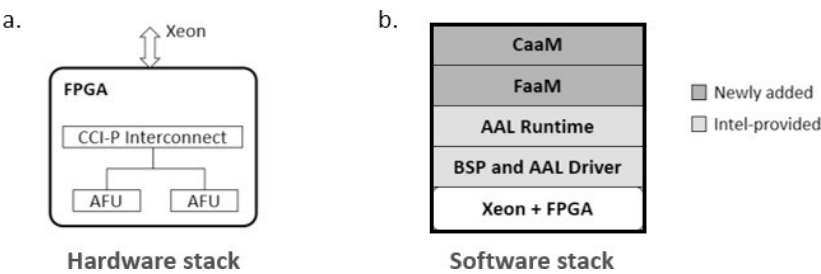 a.
Xeon
FPGA
CCI-P Interconnect
AFU
AFU
Hardware stack
b.
CaaM
FaaM
AAL Runtime
BSP and AAL Driver
Xeon + FPGA
Software stack
Newly added
Intel-provided